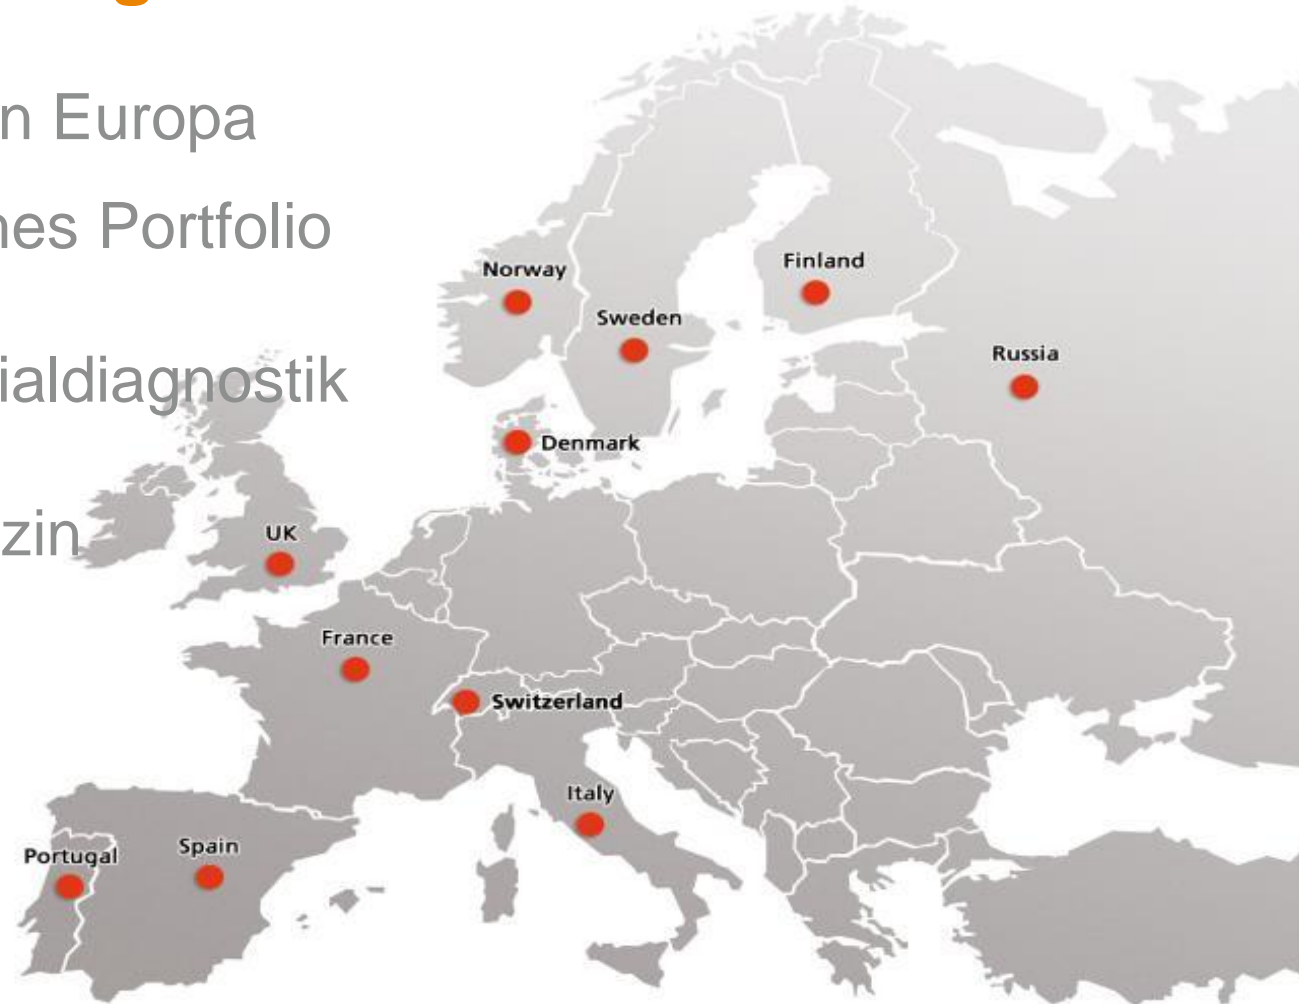 g
n Europa
nes Portfolio
Norway
Finland
Sweden
Russia
ialdiagnostik
Denmark
zin
UK
France
Switzerland
Italy
Portugal
Spain